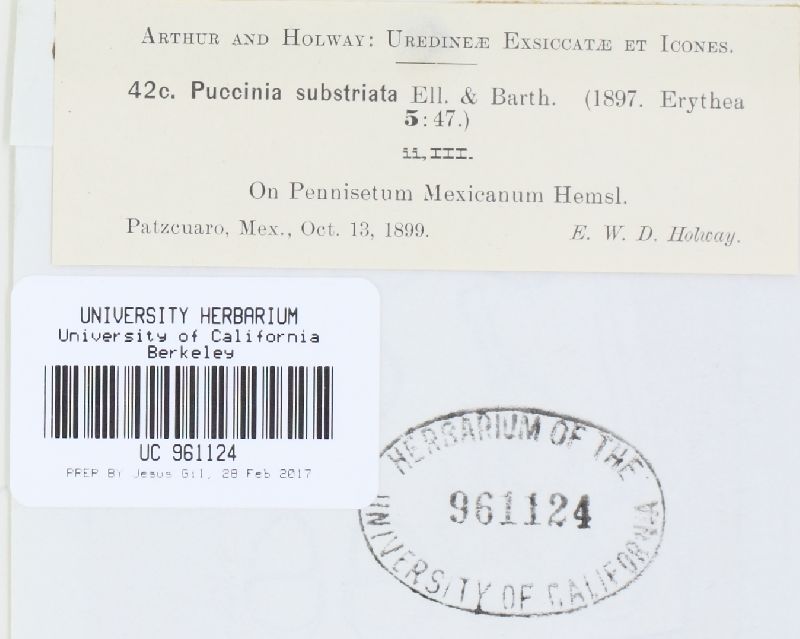 ARTHUR AND HOLWAY: UREDINEÆ EXSICCATÆ ET ICONES.
42c. Puccinia substriata Ell. & Barth. (1897. Erythea
5:47.)
ii, III.
On Pennisetum Mexicanum Hemsl.
Patzcuaro, Mex., Oct. 13, 1899. E. W. D. Holway.
UNIVERSITY HERBARIUM
University of California
Berkeley
UC 961124
PREP BY Jesus Gil, 28 Feb 2017
HERBARIUM OF THE
961124
UNIVERSITY OF CALIFORNIA